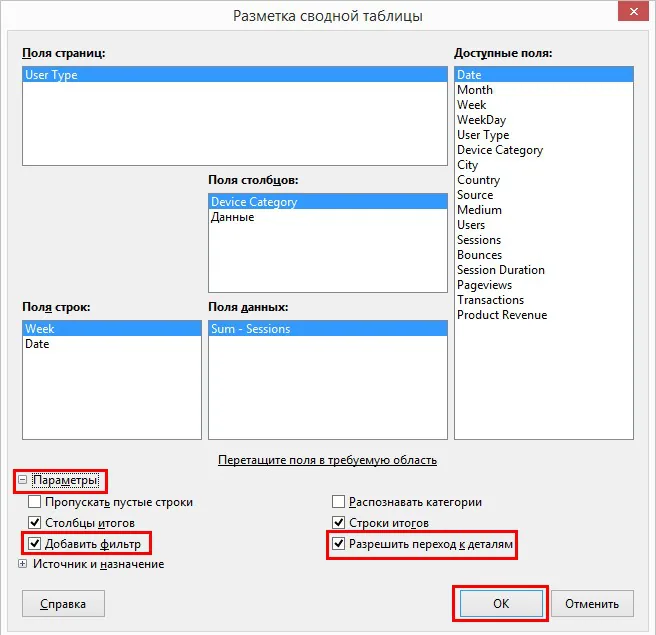 Разметка сводной таблицы
Поля страниц:
User Type
Доступные поля:
Date
Month
Week
WeekDay
User Type
Device Category
City
Country
Source
Medium
Users
Sessions
Bounces
Session Duration
Pageviews
Transactions
Product Revenue
Поля столбцов:
Device Category
Данные
Поля строк:
Week
Date
Поля данных:
Sum - Sessions
Перетащите поля в требуемую область
Параметры
Пропускать пустые строки
Распознавать категории
Столбцы итогов
Строки итогов
Добавить фильтр
Разрешить переход к деталям
Источник и назначение
Справка
ОК
Отменить